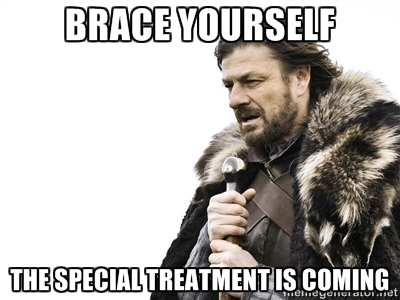 BRACE YOURSELF
THE SPECIAL TREATMENT IS COMING
memegenerator.net